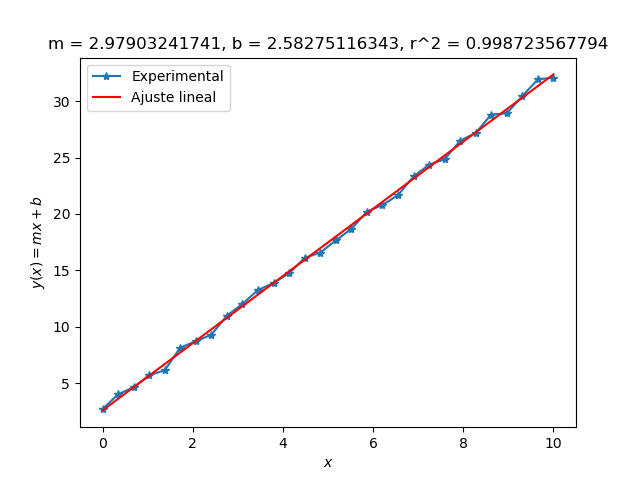 m = 2.97903241741, b = 2.58275116343, r^2 = 0.998723567794
Experimental
Ajuste lineal
y(x) = mx + b
30
25
20
15
10
5
0
2
4
6
8
10
x